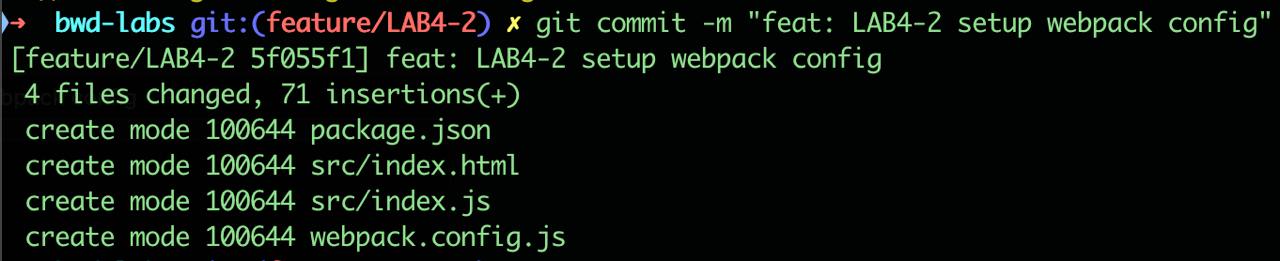 ➜ bwd-labs git:(feature/LAB4-2) ✗ git commit -m "feat: LAB4-2 setup webpack config"
[feature/LAB4-2 5f055f1] feat: LAB4-2 setup webpack config
4 files changed, 71 insertions(+)
create mode 100644 package.json
create mode 100644 src/index.html
create mode 100644 src/index.js
create mode 100644 webpack.config.js